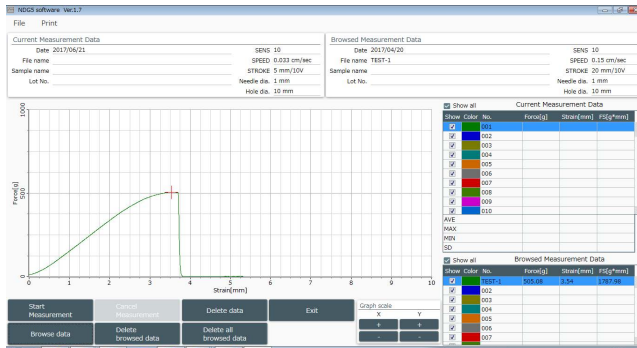 NDGS software Ver.1.7
File Print
Current Measurement Data
Date 2017/06/21 SENS 10
File name SPEED 0.033 cm/sec
Sample name STROKE 5 mm/10V
Lot No. Needle dia. 1 mm
Hole dia. 10 mm
Browsed Measurement Data
Date 2017/04/20 SENS 10
File name TEST-1 SPEED 0.15 cm/sec
Sample name STROKE 20 mm/10V
Lot No. Needle dia. 1 mm
Hole dia. 10 mm
1000
500
0
Force[g]
0 1 2 3 4 5 6 7 8 9 10
Strain[mm]
Show all Current Measurement Data
Show Color No. Force[g] Strain[mm] FS[g*mm]
001
002
003
004
005
006
007
008
009
010
AVE
MAX
MIN
SD
Show all Browsed Measurement Data
Show Color No. Force[g] Strain[mm] FS[g*mm]
TEST-1 505.08 3.54 1787.98
002
003
004
005
006
007
Start Measurement
Cancel Measurement
Delete data
Exit
Browse data
Delete browsed data
Delete all browsed data
Graph scale
X Y
+ +
- -